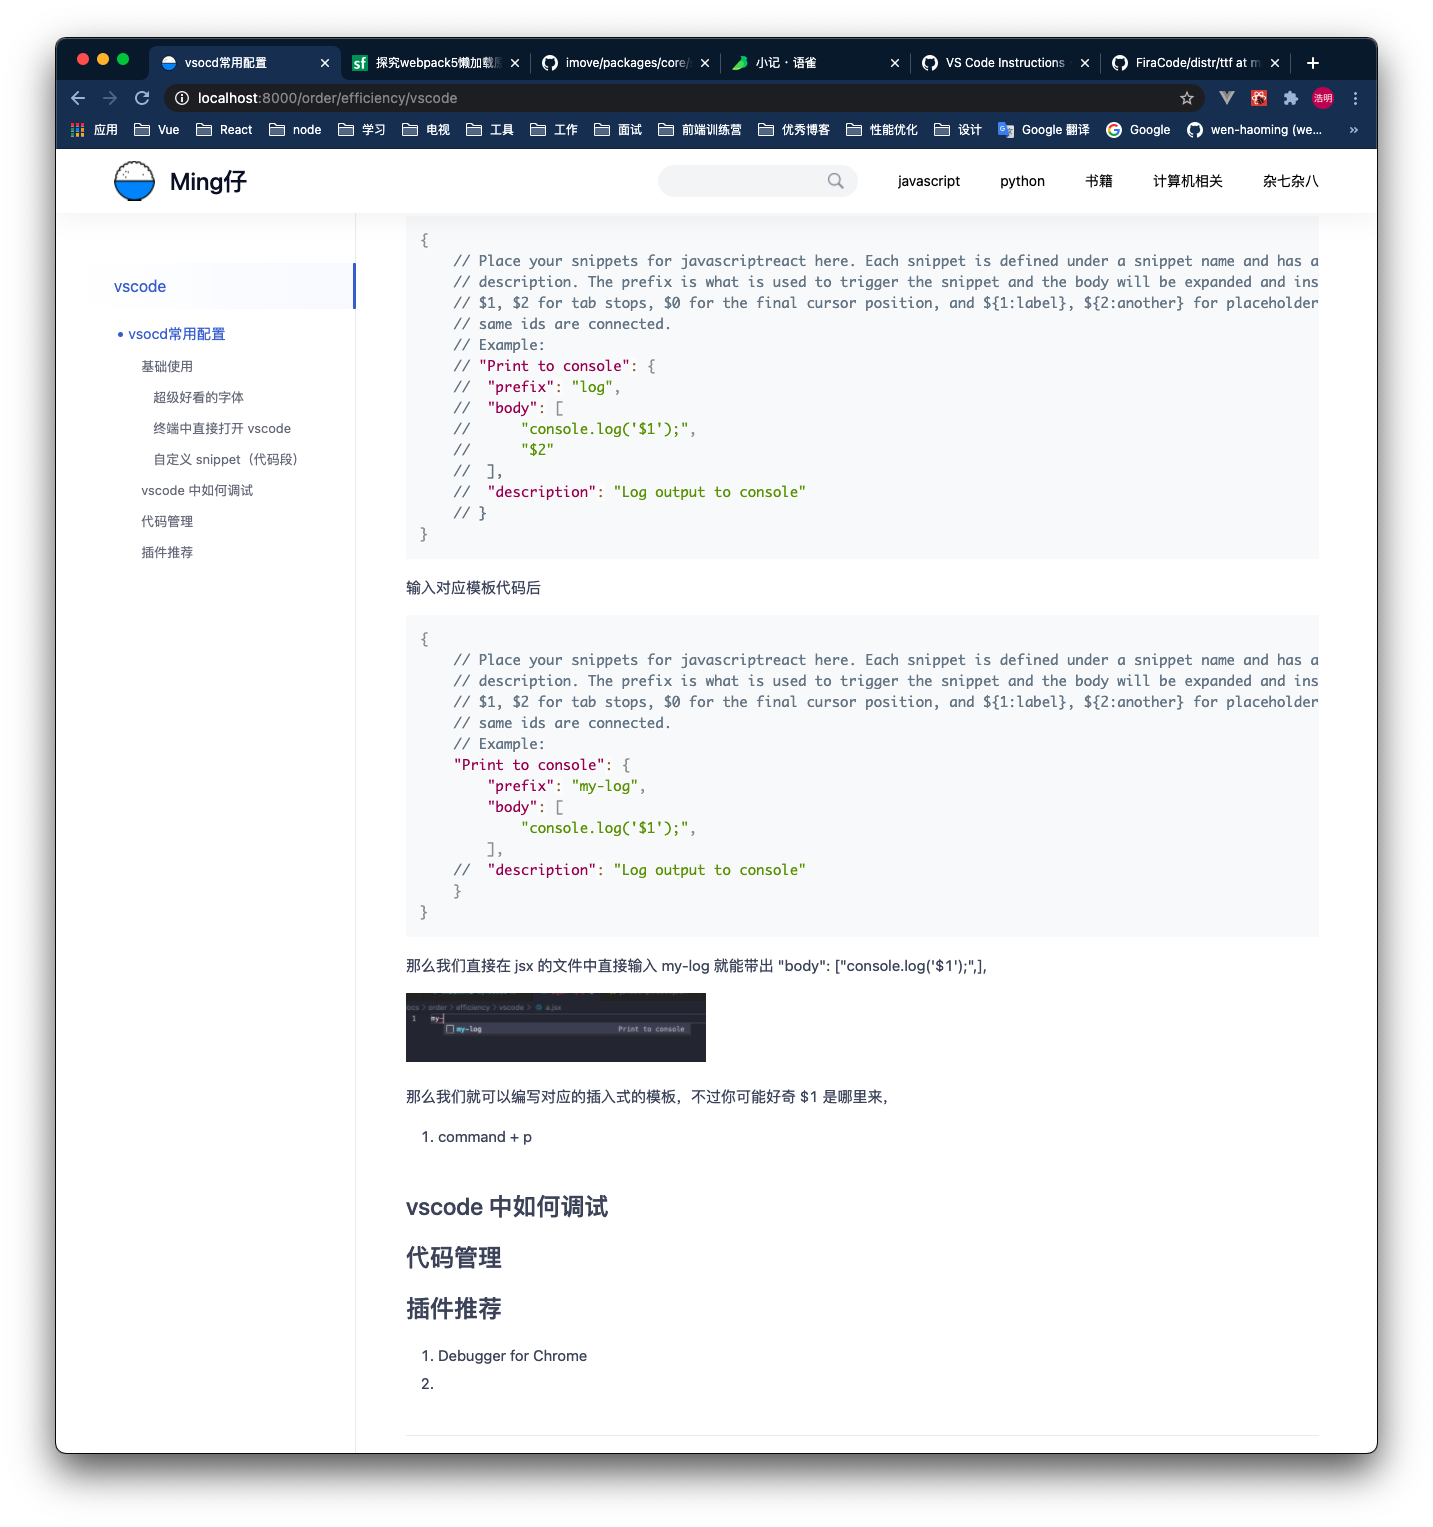 vsocd常用配置
探究webpack5懒加载
imove/packages/core/
小记 · 语雀
VS Code Instructions
FiraCode/distr/ttf at m
localhost:8000/order/efficiency/vscode
浩明
应用 Vue React node 学习 电视 工具 工作 面试 前端训练营 优秀博客 性能优化 设计 Google 翻译 Google wen-haoming (we... »
Ming仔
javascript python 书籍 计算机相关 杂七杂八
vscode
• vsocd常用配置
基础使用
超级好看的字体
终端中直接打开 vscode
自定义 snippet（代码段）
vscode 中如何调试
代码管理
插件推荐
{
// Place your snippets for javascriptreact here. Each snippet is defined under a snippet name and has a
// description. The prefix is what is used to trigger the snippet and the body will be expanded and ins
// $1, $2 for tab stops, $0 for the final cursor position, and ${1:label}, ${2:another} for placeholder
// same ids are connected.
// Example:
// "Print to console": {
// "prefix": "log",
// "body": [
// "console.log('$1');",
// "$2"
// ],
// "description": "Log output to console"
// }
}
输入对应模板代码后
{
// Place your snippets for javascriptreact here. Each snippet is defined under a snippet name and has a
// description. The prefix is what is used to trigger the snippet and the body will be expanded and ins
// $1, $2 for tab stops, $0 for the final cursor position, and ${1:label}, ${2:another} for placeholder
// same ids are connected.
// Example:
"Print to console": {
"prefix": "my-log",
"body": [
"console.log('$1');",
],
// "description": "Log output to console"
}
}
那么我们直接在 jsx 的文件中直接输入 my-log 就能带出 "body": ["console.log('$1');",],
ocs > order > efficiency > vscode > a.jsx
1 my-
my-log Print to console
那么我们就可以编写对应的插入式的模板，不过你可能好奇 $1 是哪里来，
1. command + p
vscode 中如何调试
代码管理
插件推荐
1. Debugger for Chrome
2.